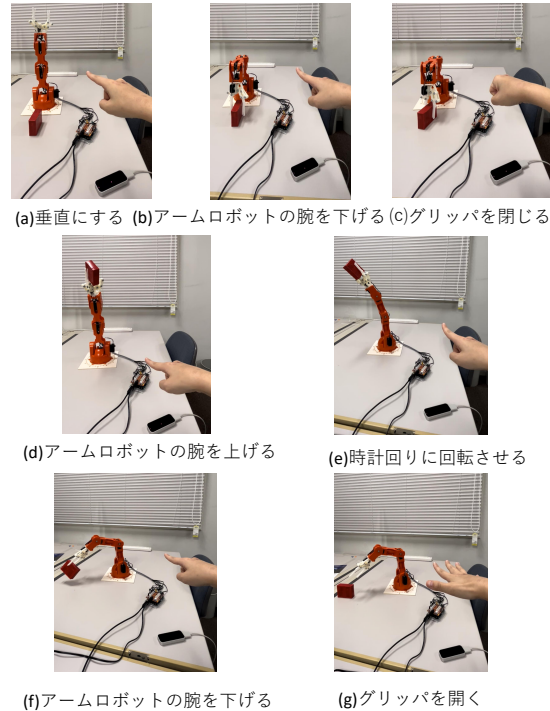 (a)垂直にする (b)アームロボットの腕を下げる (c)グリッパを閉じる
(d)アームロボットの腕を上げる
(e)時計回りに回転させる
(f)アームロボットの腕を下げる
(g)グリッパを開く